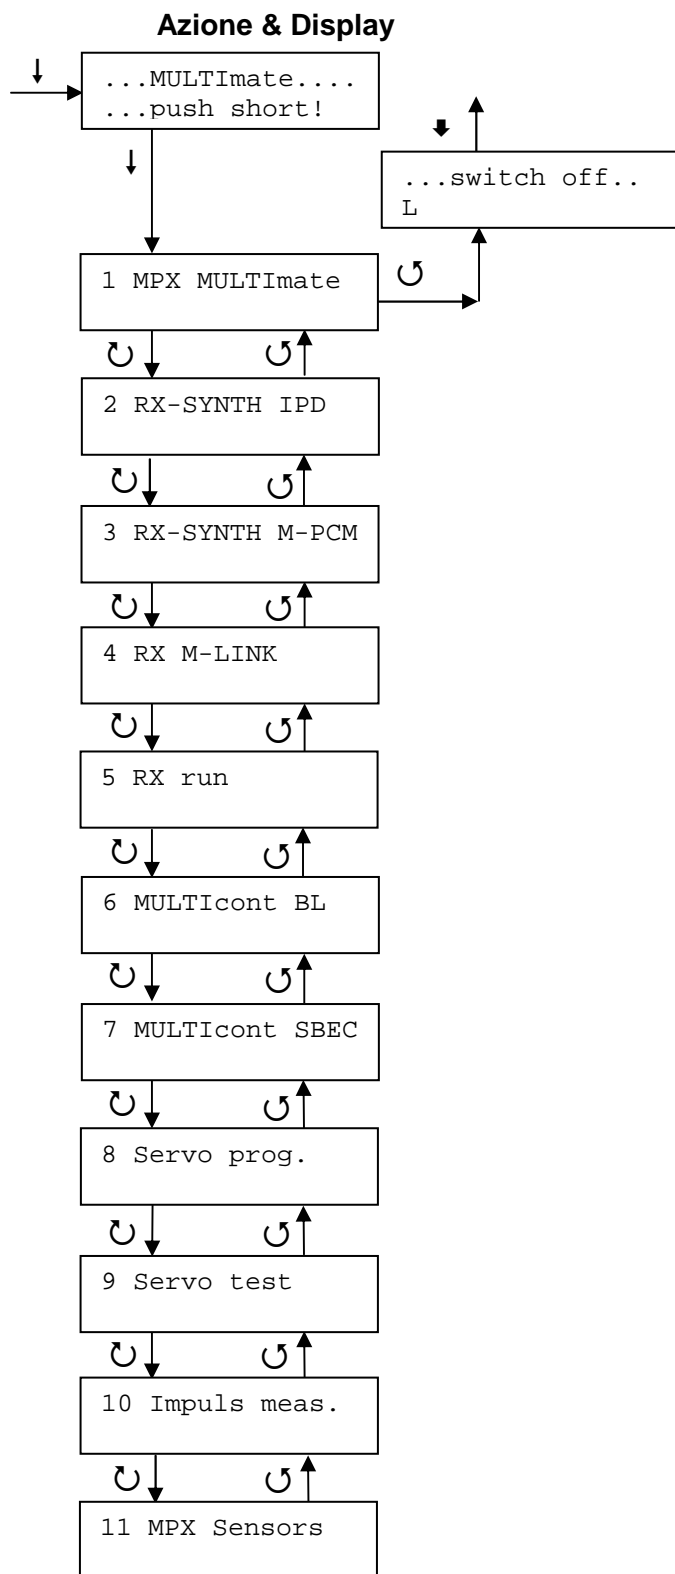 Azione & Display
...MULTImate....
...push short!
...switch off..
L
1 MPX MULTImate
2 RX-SYNTH IPD
3 RX-SYNTH M-PCM
4 RX M-LINK
5 RX run
6 MULTIcont BL
7 MULTIcont SBEC
8 Servo prog.
9 Servo test
10 Impuls meas.
11 MPX Sensors